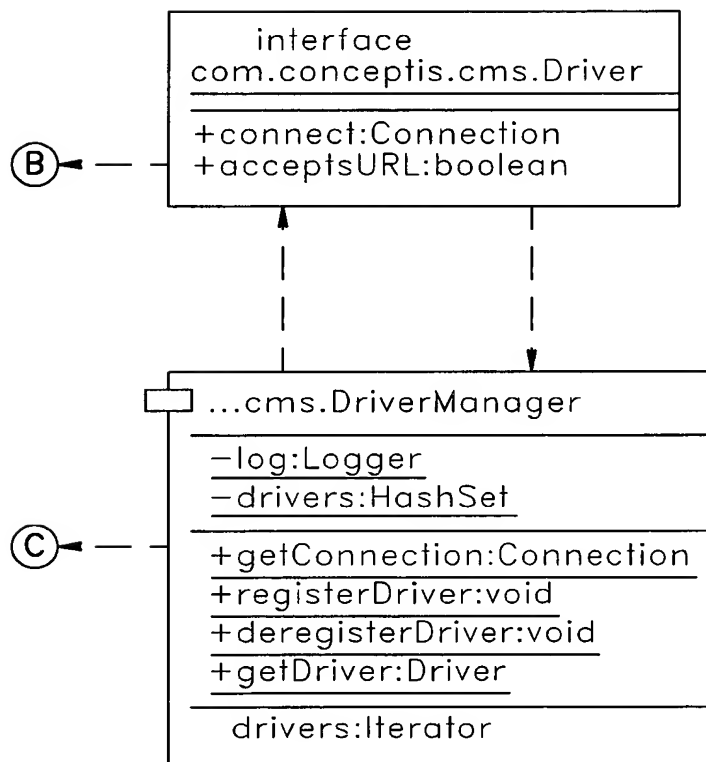 interface
com.conceptis.cms.Driver
+connect:Connection
+acceptsURL:boolean
B
...cms.DriverManager
-log:Logger
-drivers:HashSet
C
+getConnection:Connection
+registerDriver:void
+deregisterDriver:void
+getDriver:Driver
drivers:Iterator